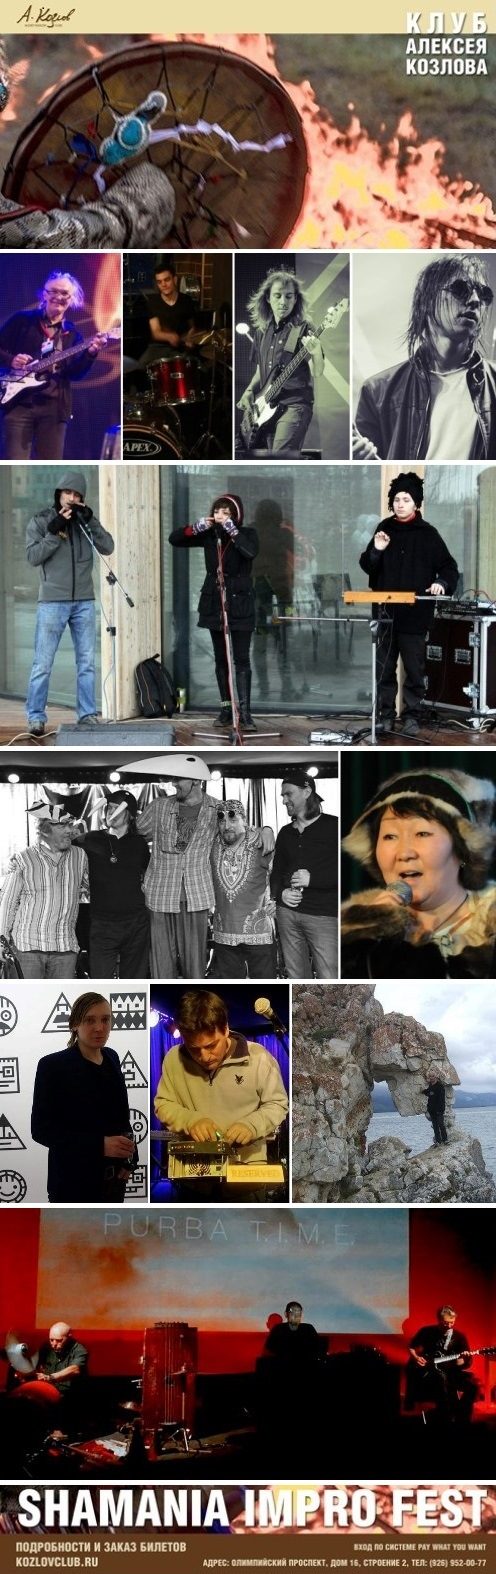 А. Козлов
КЛУБ
АЛЕКСЕЯ
КОЗЛОВА
APEX
RESERVED
PURBA T.I.M.E.
SHAMANIA IMPRO FEST
ПОДРОБНОСТИ И ЗАКАЗ БИЛЕТОВ
KOZLOVCLUB.RU
ВХОД ПО СИСТЕМЕ PAY WHAT YOU WANT
АДРЕС: ОЛИМПИЙСКИЙ ПРОСПЕКТ, ДОМ 16, СТРОЕНИЕ 2, ТЕЛ: (926) 952-00-77